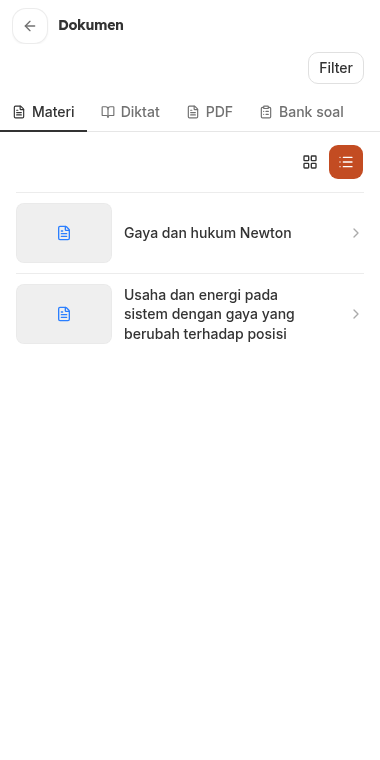 Dokumen
Filter
Materi
Diktat
PDF
Bank soal
Gaya dan hukum Newton
Usaha dan energi pada
sistem dengan gaya yang
berubah terhadap posisi